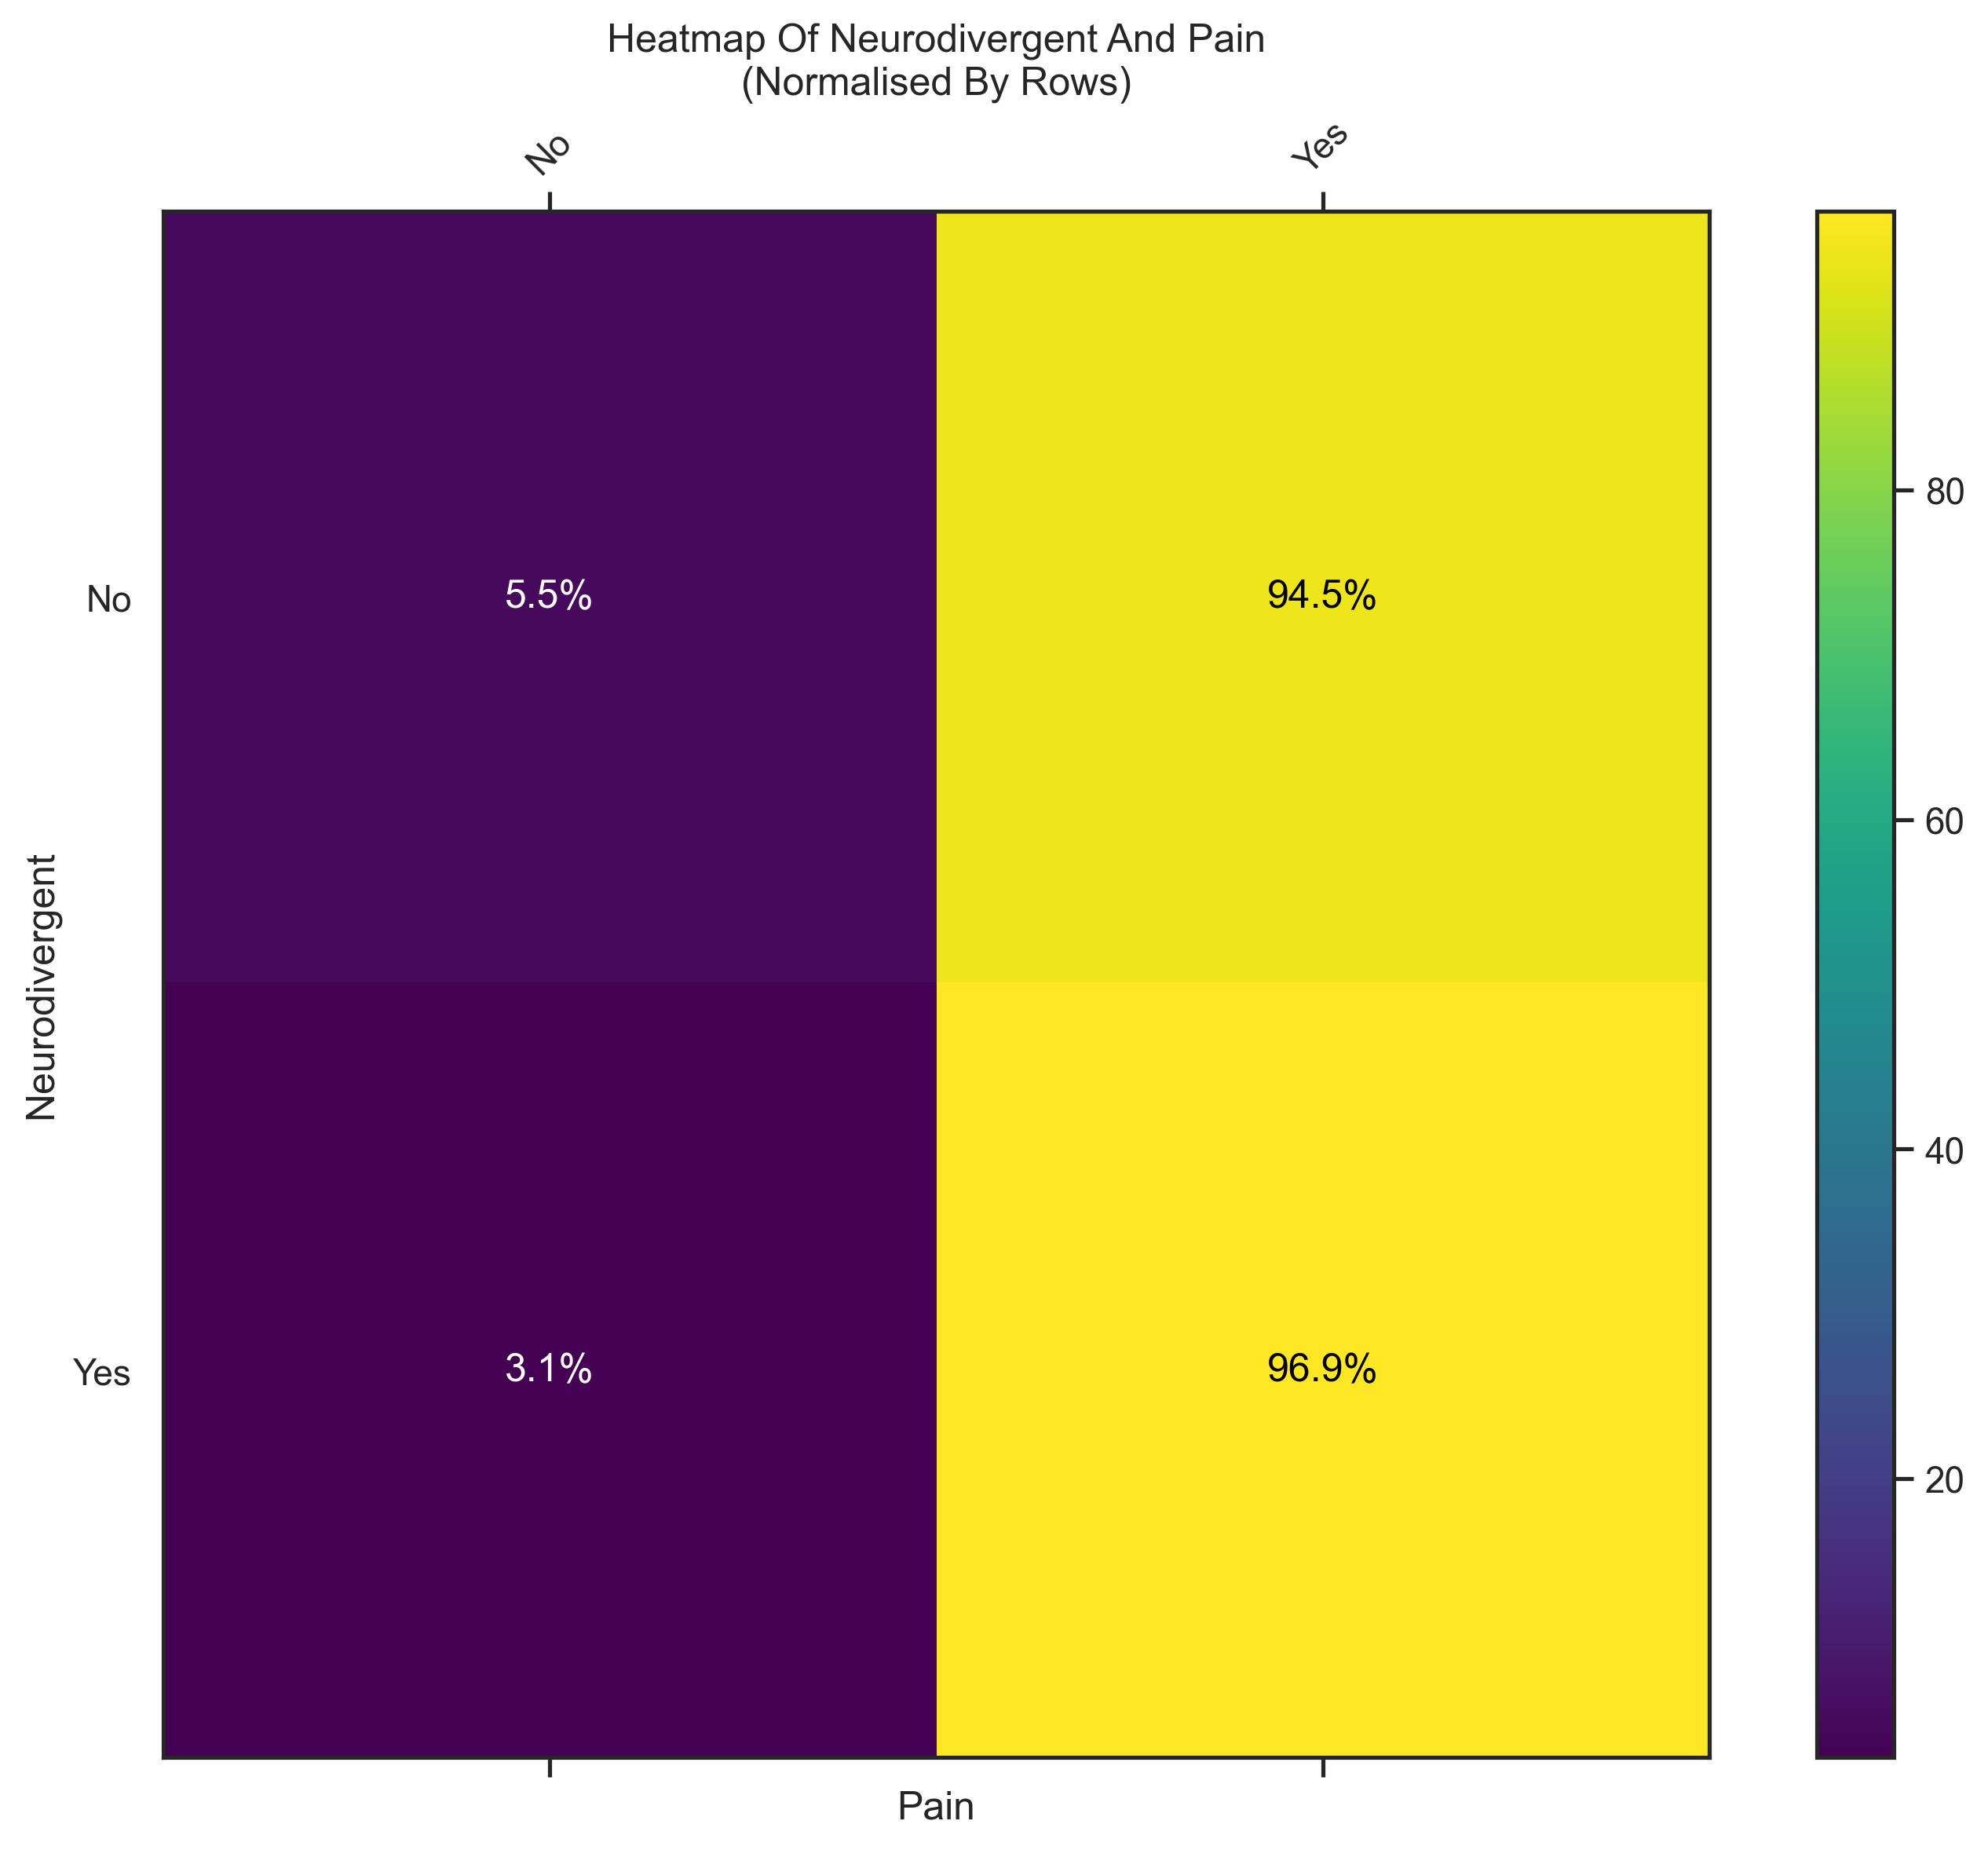 Heatmap Of Neurodivergent And Pain
(Normalised By Rows)
No
Yes
No
5.5%
94.5%
Yes
3.1%
96.9%
Neurodivergent
Pain
80
60
40
20